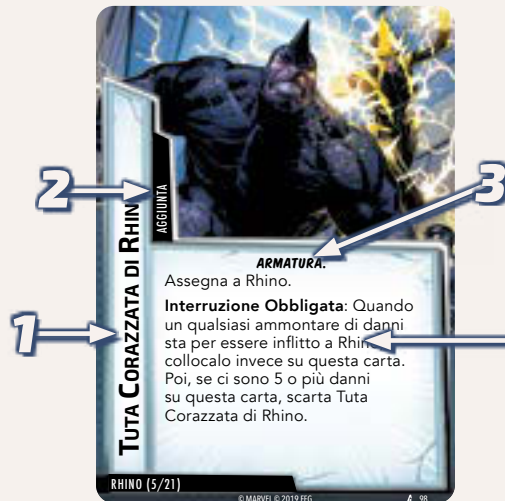 2
AGGIUNTA
3
1
TUTA CORAZZATA DI RHINO
ARMATURA.
Assegna a Rhino.
Interruzione Obbligata: Quando
un qualsiasi ammontare di danni
sta per essere inflitto a
collocalo invece su questa carta.
Poi, se ci sono 5 o più danni
su questa carta, scarta Tuta
Corazzata di Rhino.
RHINO (5/21)
© MARVEL © 2019 FFG
98